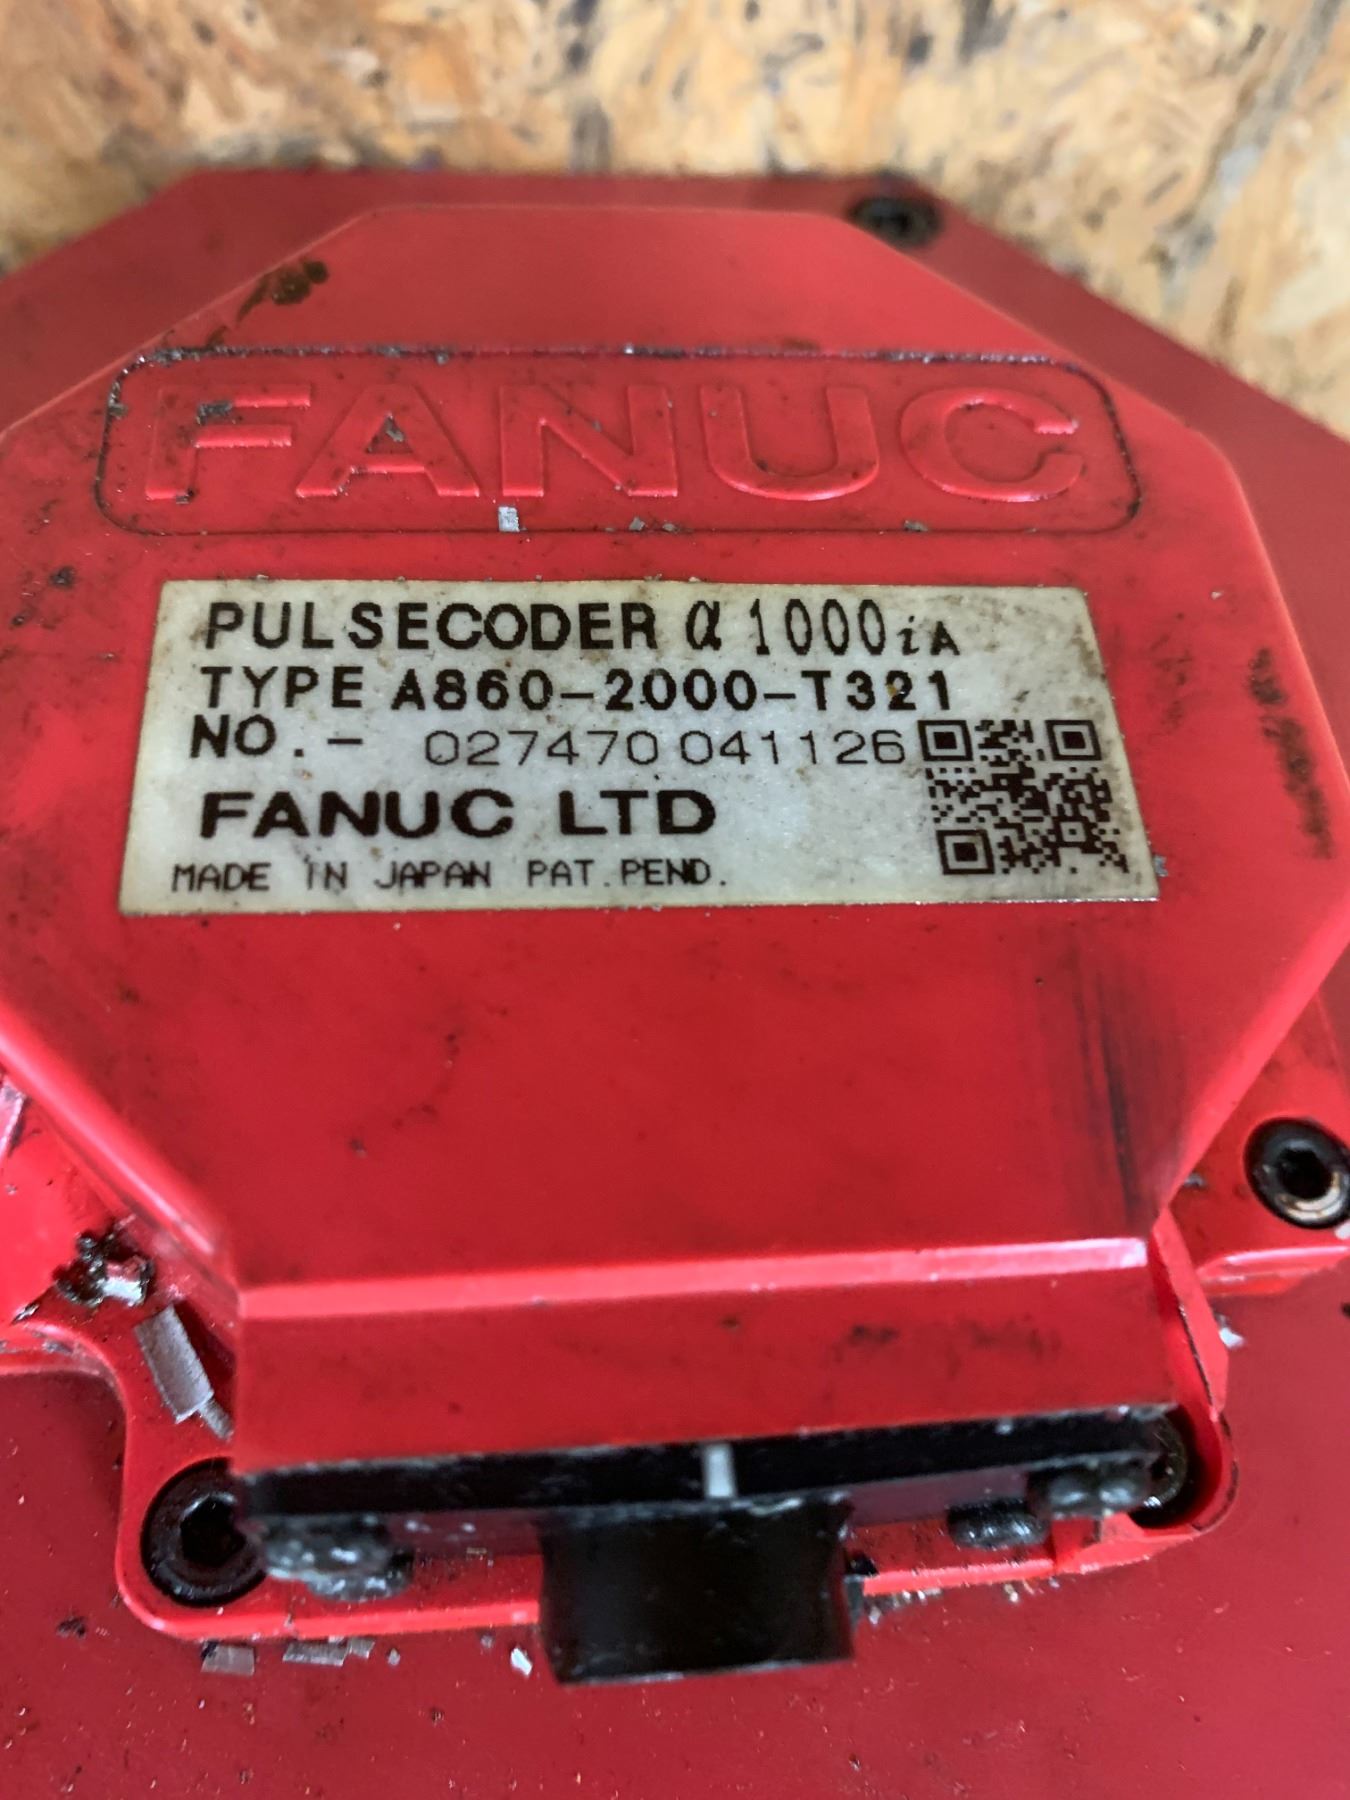 FANUC
PULSECODER α1000iA
TYPE A860-2000-T321
NO.- 027470 041126
FANUC LTD
MADE IN JAPAN PAT.PEND.